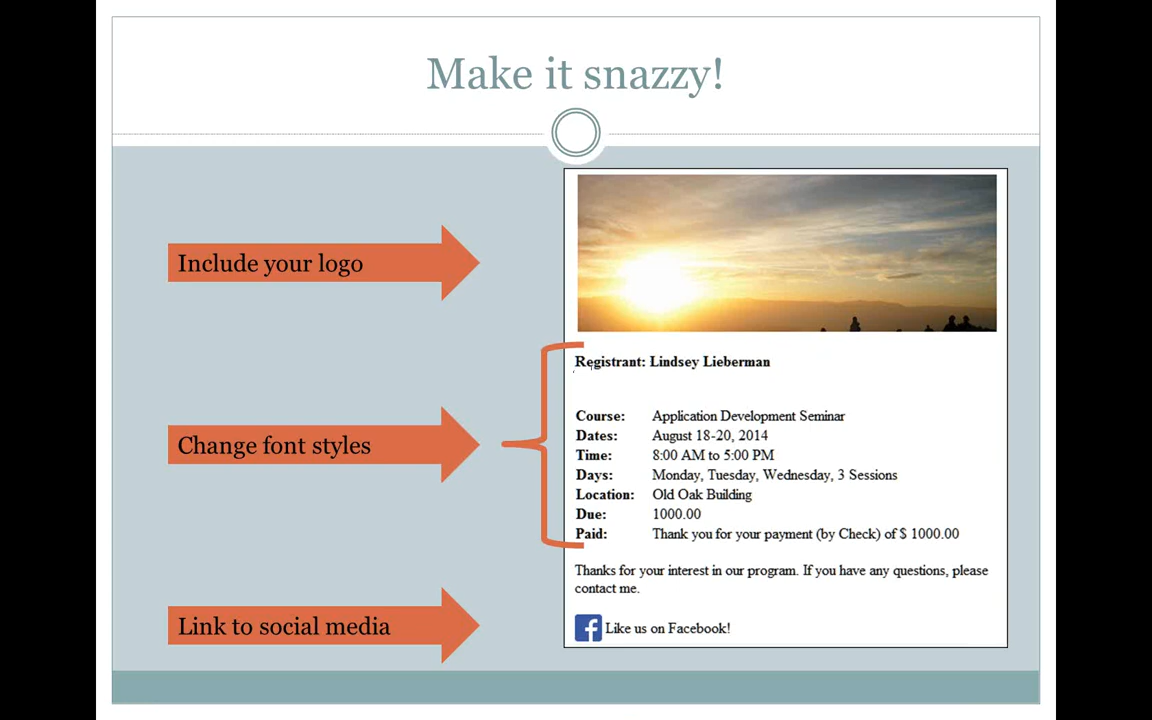 Make it snazzy!
Include your logo
Change font styles
Link to social media
Registrant: Lindsey Lieberman
Course: Application Development Seminar
Dates: August 18-20, 2014
Time: 8:00 AM to 5:00 PM
Days: Monday, Tuesday, Wednesday, 3 Sessions
Location: Old Oak Building
Due: 1000.00
Paid: Thank you for your payment (by Check) of $ 1000.00
Thanks for your interest in our program. If you have any questions, please
contact me.
Like us on Facebook!